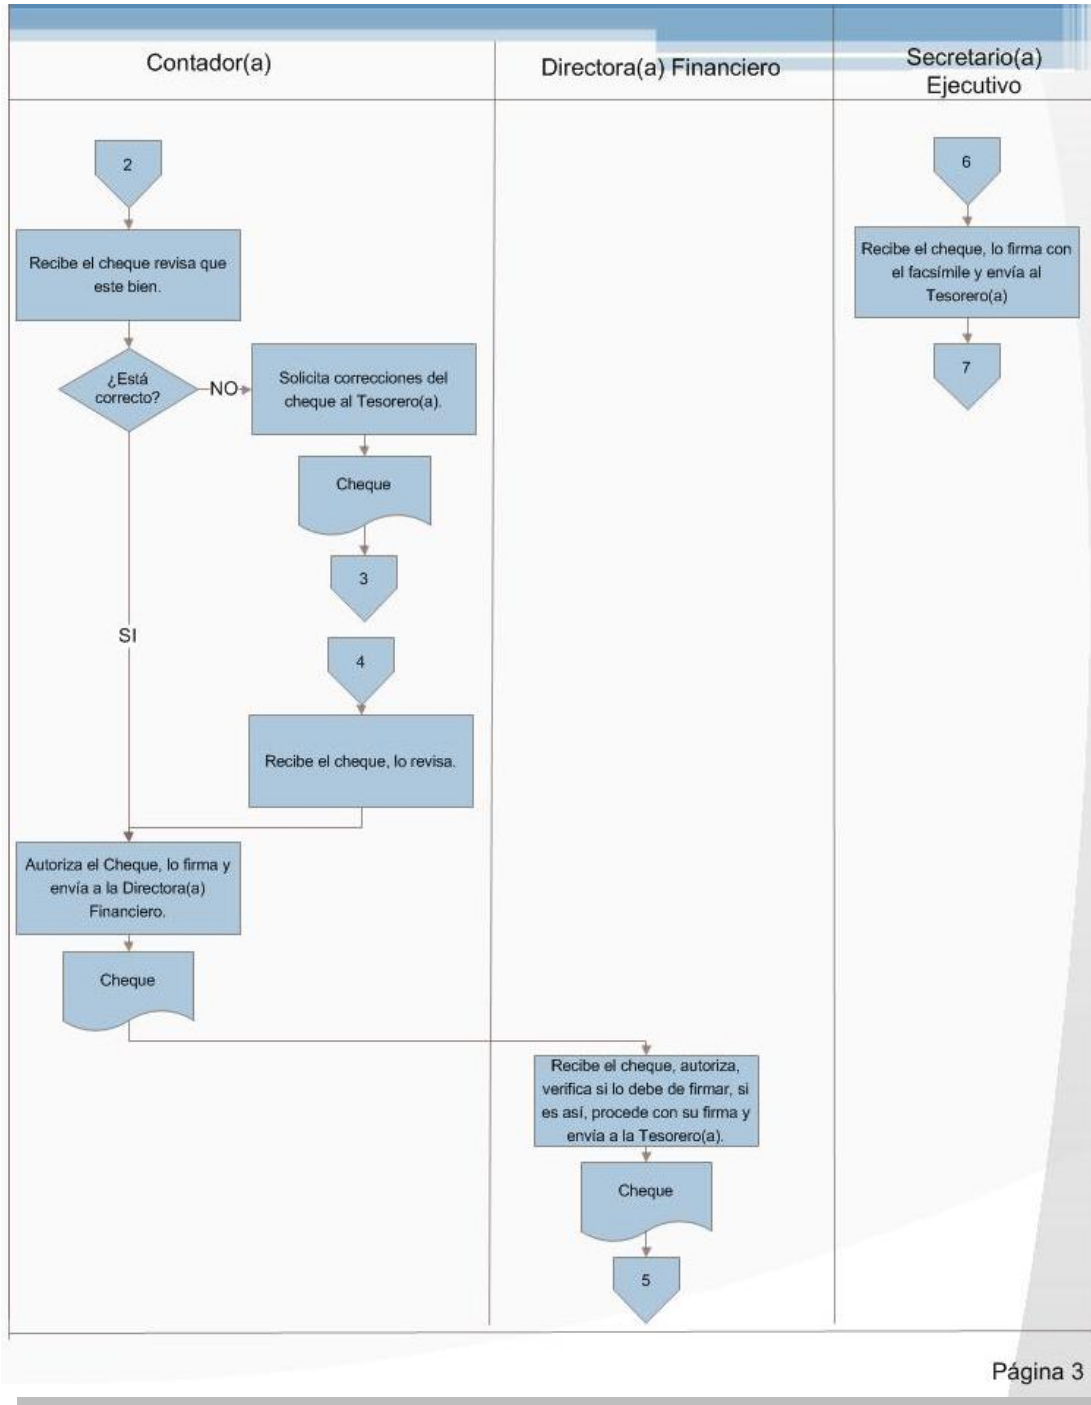 Contador(a)
Directora(a) Financiero
Secretario(a)
Ejecutivo
2
Recibe el cheque revisa que
este bien.
¿Está
correcto?
NO
Solicita correcciones del
cheque al Tesorero(a).
Cheque
3
SI
4
Recibe el cheque, lo revisa.
Autoriza el Cheque, lo firma y
envía a la Directora(a)
Financiero.
Cheque
Recibe el cheque, autoriza,
verifica si lo debe de firmar, si
es así, procede con su firma y
envía a la Tesorero(a).
Cheque
5
6
Recibe el cheque, lo firma con
el facsímile y envía al
Tesorero(a)
7
Página 3